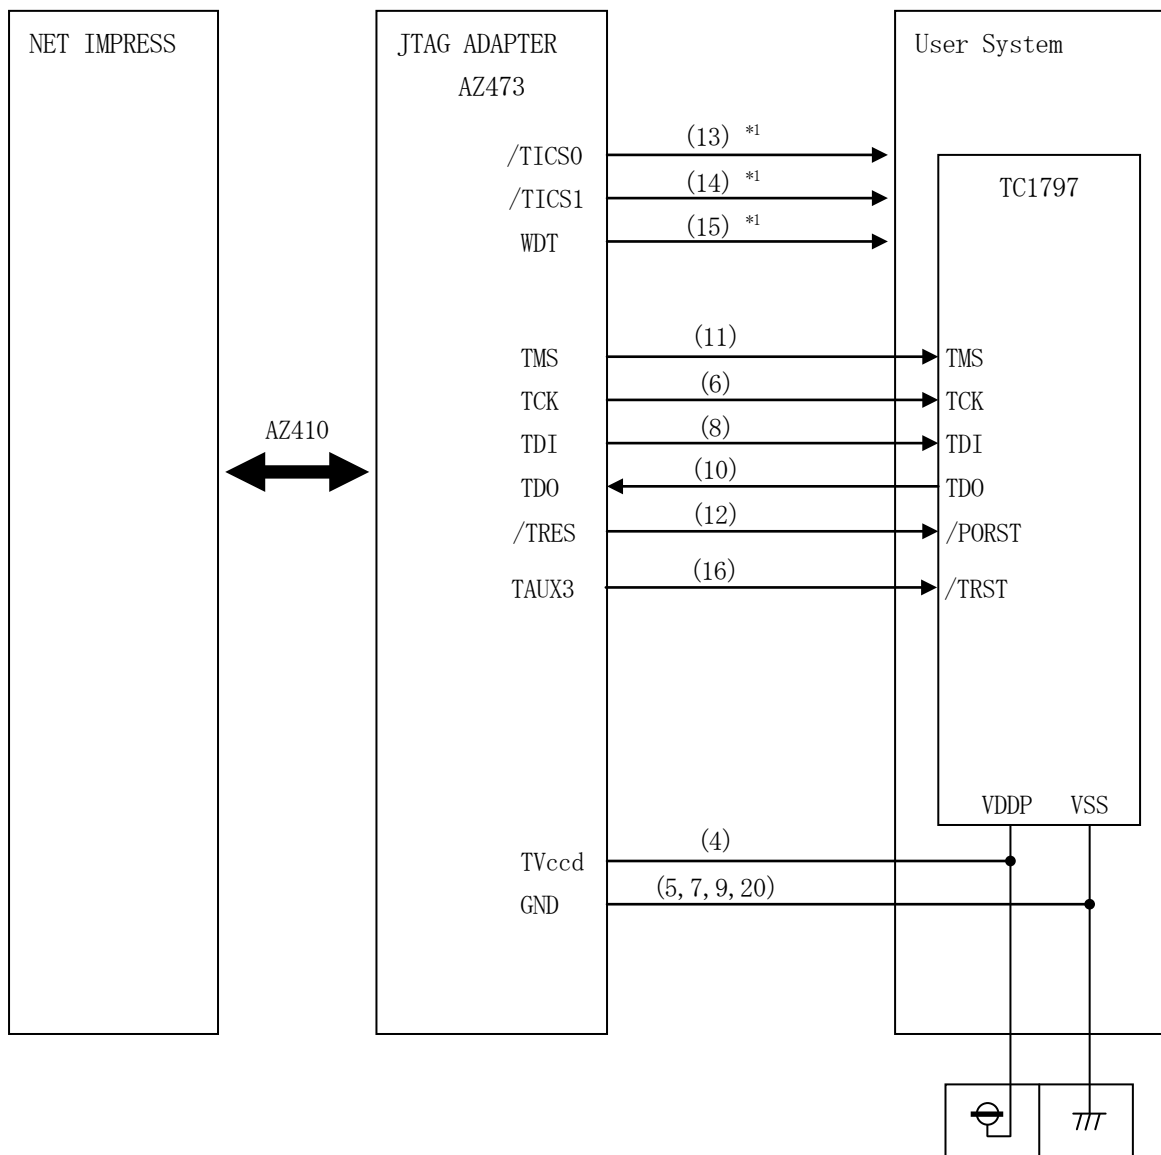 NET IMPRESS
JTAG ADAPTER
AZ473
User System
TC1797
/TICS0 (13) *1
/TICS1 (14) *1
WDT (15) *1
TMS (11) TMS
TCK (6) TCK
AZ410
TDI (8) TDI
TDO (10) TDO
/TRES (12) /PORST
TAUX3 (16) /TRST
VDDP VSS
TVccd (4)
GND (5,7,9,20)